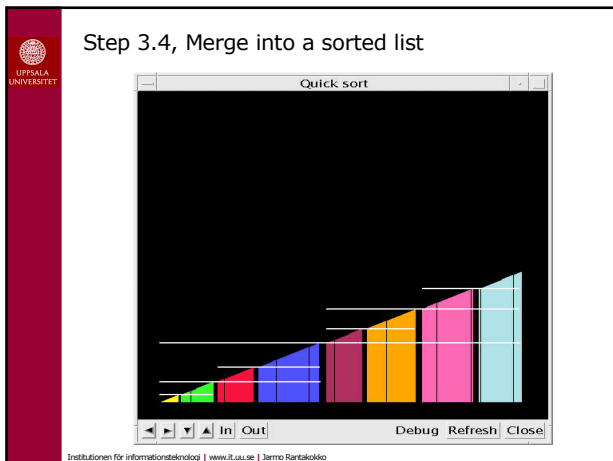 Step 3.4, Merge into a sorted list
UPPSALA
UNIVERSITET
Quick sort
In Out Debug Refresh Close
Institutionen för informationsteknologi | www.it.uu.se | Jarmo Rantakokko